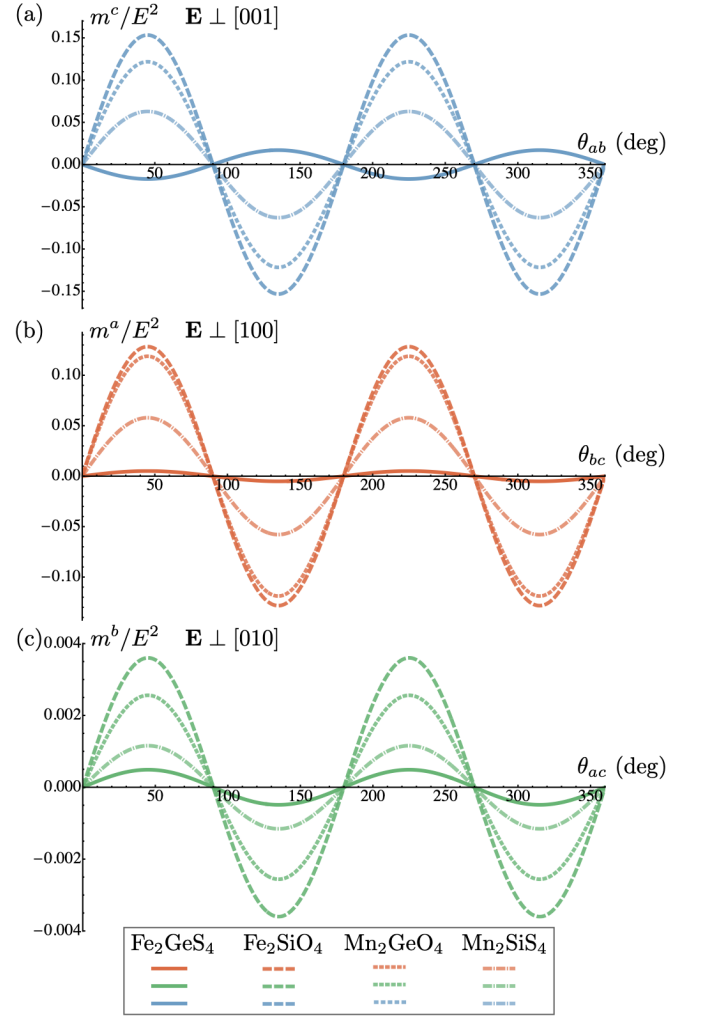 (a) m^c/E^2 E ⊥ [001]
0.15
0.10
0.05
θ_ab (deg)
0.00
50 100 150 200 250 300 350
−0.05
−0.10
−0.15
(b) m^a/E^2 E ⊥ [100]
0.10
0.05
θ_bc (deg)
0.00
50 100 150 200 250 300 350
−0.05
−0.10
(c) 0.004 m^b/E^2 E ⊥ [010]
0.002
θ_ac (deg)
0.000
50 100 150 200 250 300 350
−0.002
−0.004
Fe₂GeS₄ Fe₂SiO₄ Mn₂GeO₄ Mn₂SiS₄